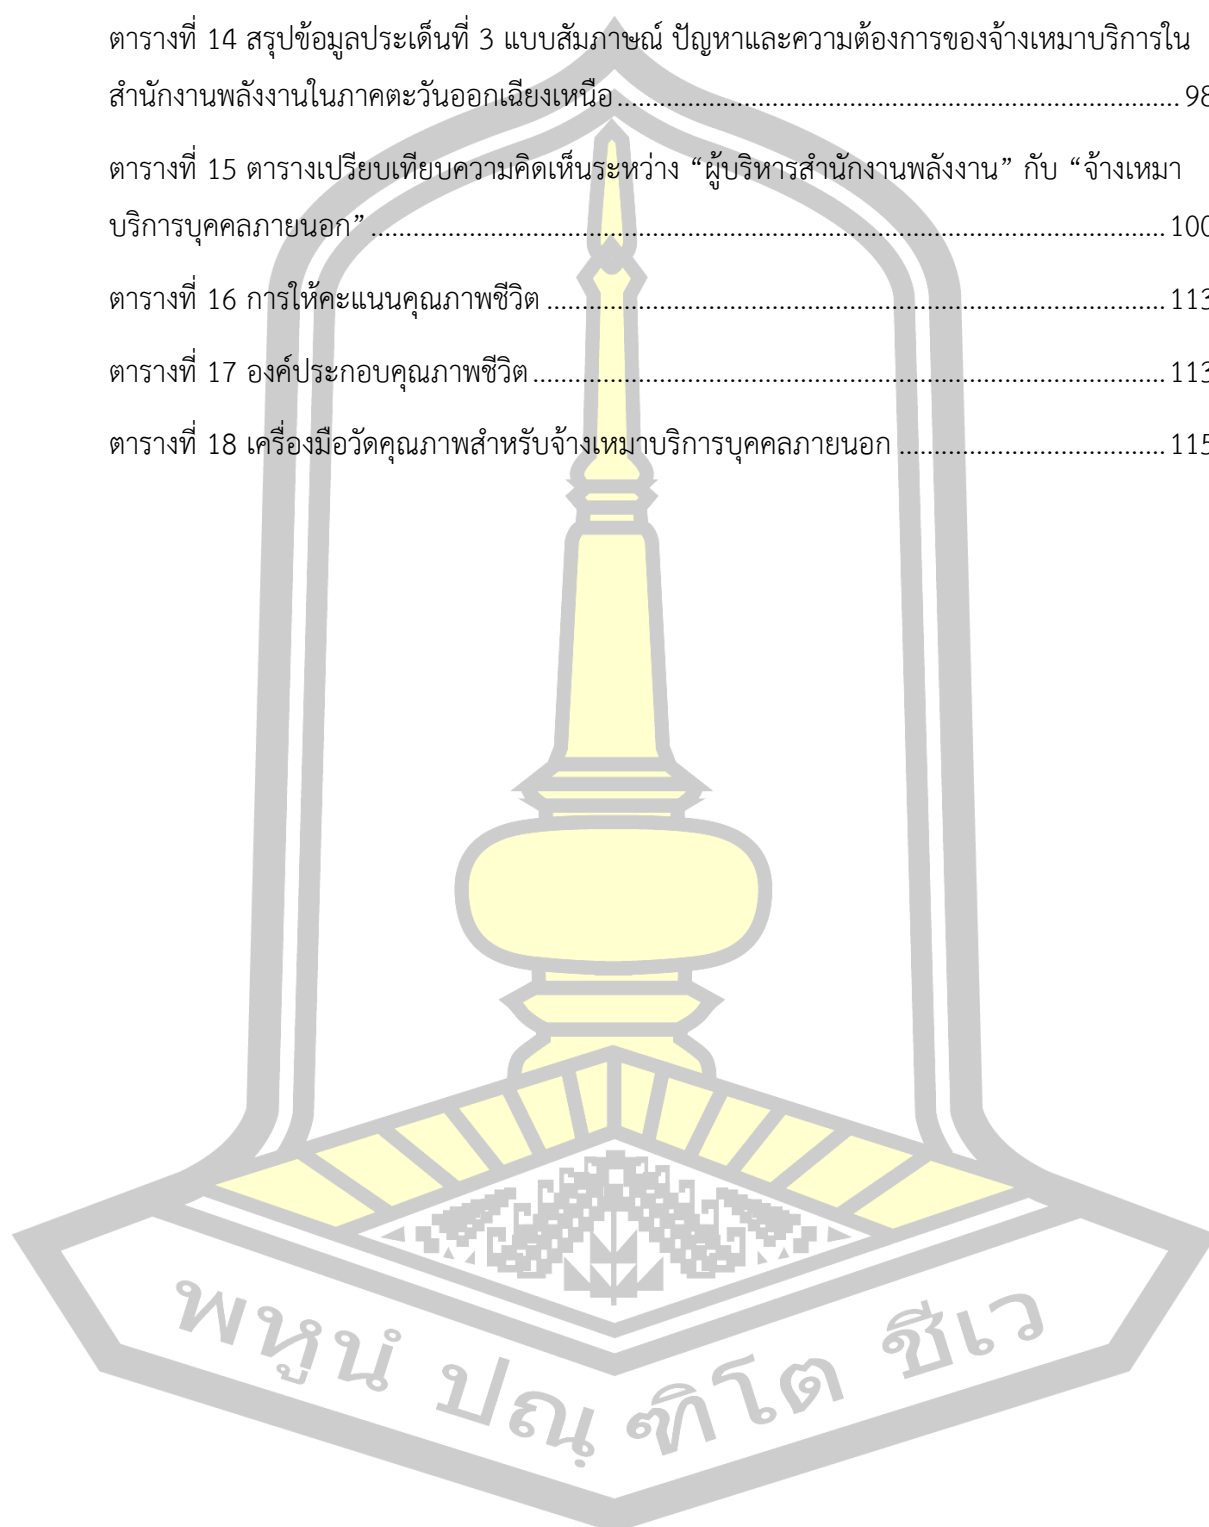 ตารางที่ 14 สรุปข้อมูลประเด็นที่ 3 แบบสัมภาษณ์ ปัญหาและความต้องการของจ้างเหมาบริการใน
สำนักงานพลังงานในภาคตะวันออกเฉียงเหนือ ........................................ 98
ตารางที่ 15 ตารางเปรียบเทียบความคิดเห็นระหว่าง “ผู้บริหารสำนักงานพลังงาน” กับ “จ้างเหมา
บริการบุคคลภายนอก” ........................................ 100
ตารางที่ 16 การให้คะแนนคุณภาพชีวิต ........................................ 113
ตารางที่ 17 องค์ประกอบคุณภาพชีวิต ........................................ 113
ตารางที่ 18 เครื่องมือวัดคุณภาพสำหรับจ้างเหมาบริการบุคคลภายนอก ........................................ 115
พหูนํ ปณฺฑิโต ชีเว